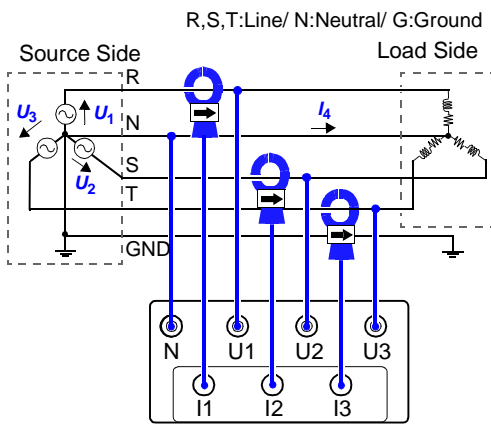 R,S,T:Line/ N:Neutral/ G:Ground
Source Side
Load Side
R
U3
U1
N
I4
U2
S
T
GND
N U1 U2 U3
I1 I2 I3